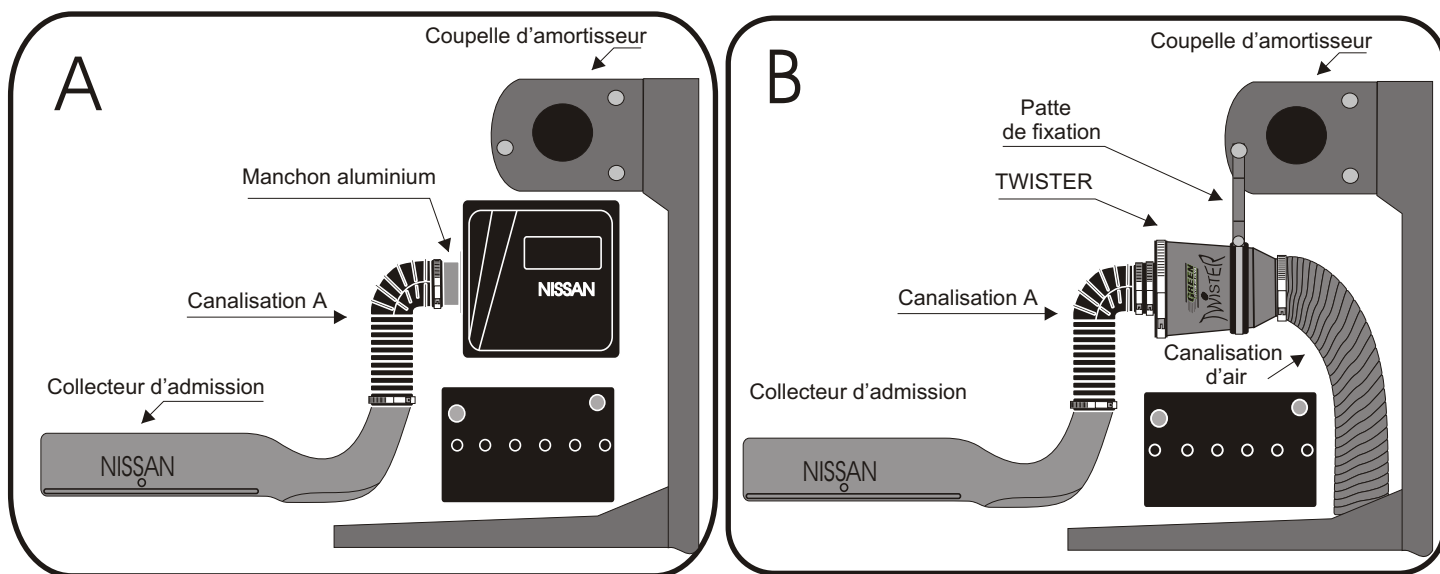 A
Coupelle d'amortisseur
Manchon aluminium
NISSAN
Canalisation A
Collecteur d'admission
NISSAN
B
Coupelle d'amortisseur
Patte
de fixation
TWISTER
GREEN
TWISTER
Canalisation A
Canalisation
d'air
Collecteur d'admission
NISSAN